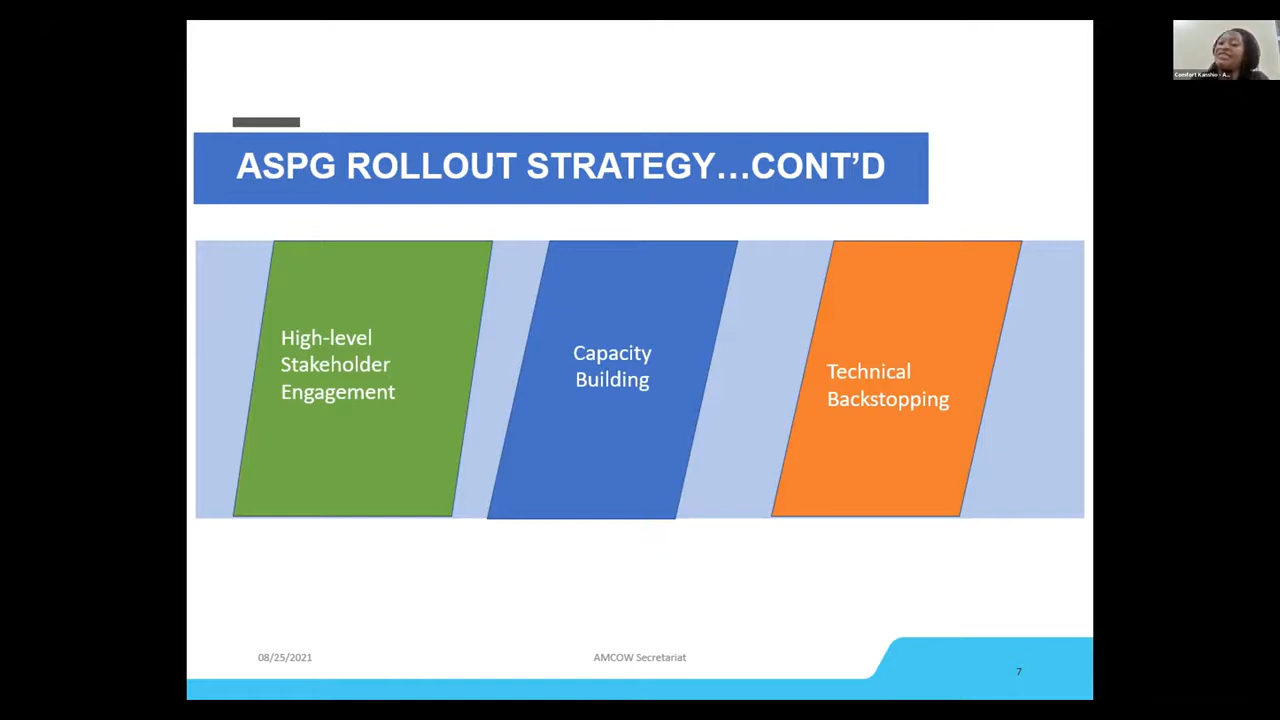 Comfort Kanshio - A...
ASPG ROLLOUT STRATEGY...CONT'D
High-level
Stakeholder
Engagement
Capacity
Building
Technical
Backstopping
08/25/2021
AMCOW Secretariat
7